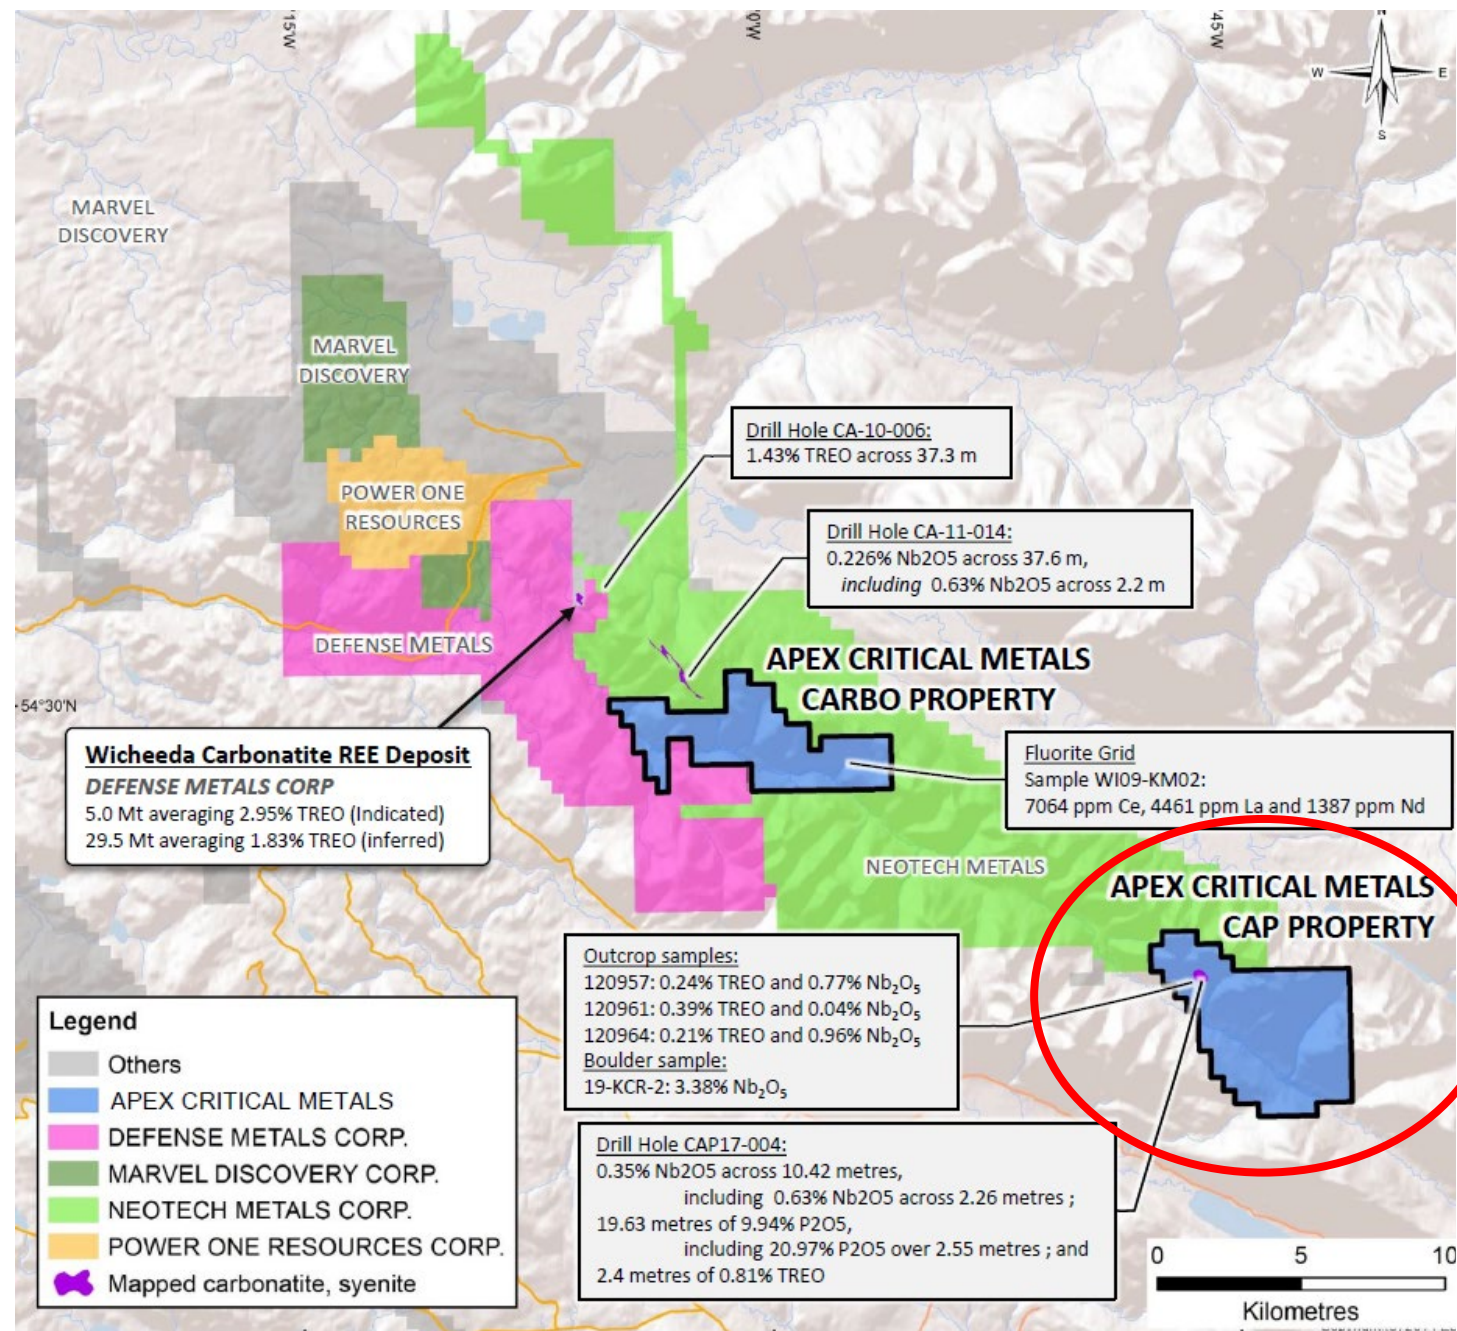 15'W
0'W
45'W
N
W
E
S
MARVEL
DISCOVERY
MARVEL
DISCOVERY
POWER ONE
RESOURCES
DEFENSE METALS
54°30'N
Drill Hole CA-10-006:
1.43% TREO across 37.3 m
Drill Hole CA-11-014:
0.226% Nb2O5 across 37.6 m,
including 0.63% Nb2O5 across 2.2 m
APEX CRITICAL METALS
CARBO PROPERTY
Wicheeda Carbonatite REE Deposit
DEFENSE METALS CORP
5.0 Mt averaging 2.95% TREO (Indicated)
29.5 Mt averaging 1.83% TREO (inferred)
Fluorite Grid
Sample WI09-KM02:
7064 ppm Ce, 4461 ppm La and 1387 ppm Nd
NEOTECH METALS
APEX CRITICAL METALS
CAP PROPERTY
Outcrop samples:
120957: 0.24% TREO and 0.77% Nb₂O₅
120961: 0.39% TREO and 0.04% Nb₂O₅
120964: 0.21% TREO and 0.96% Nb₂O₅
Boulder sample:
19-KCR-2: 3.38% Nb₂O₅
Drill Hole CAP17-004:
0.35% Nb2O5 across 10.42 metres,
including 0.63% Nb2O5 across 2.26 metres ;
19.63 metres of 9.94% P2O5,
including 20.97% P2O5 over 2.55 metres ; and
2.4 metres of 0.81% TREO
Legend
Others
APEX CRITICAL METALS
DEFENSE METALS CORP.
MARVEL DISCOVERY CORP.
NEOTECH METALS CORP.
POWER ONE RESOURCES CORP.
Mapped carbonatite, syenite
0 5 10
Kilometres